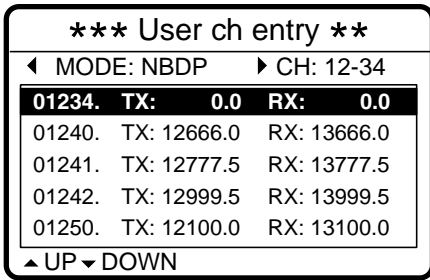 *** User ch entry **
◀ MODE: NBDP ▶ CH: 12-34
01234. TX: 0.0 RX: 0.0
01240. TX: 12666.0 RX: 13666.0
01241. TX: 12777.5 RX: 13777.5
01242. TX: 12999.5 RX: 13999.5
01250. TX: 12100.0 RX: 13100.0
▲ UP ▼ DOWN